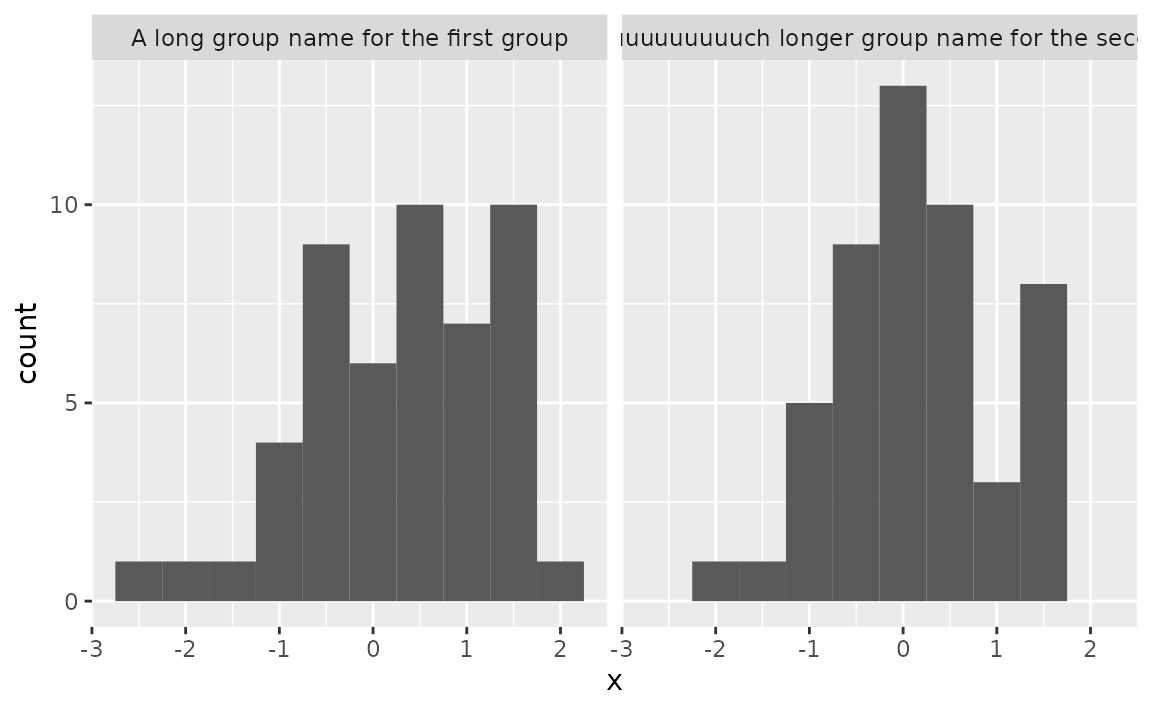 A long group name for the first group
longer group name for the sec
count
10
5
0
-3 -2 -1 0 1 2
-3 -2 -1 0 1 2
x